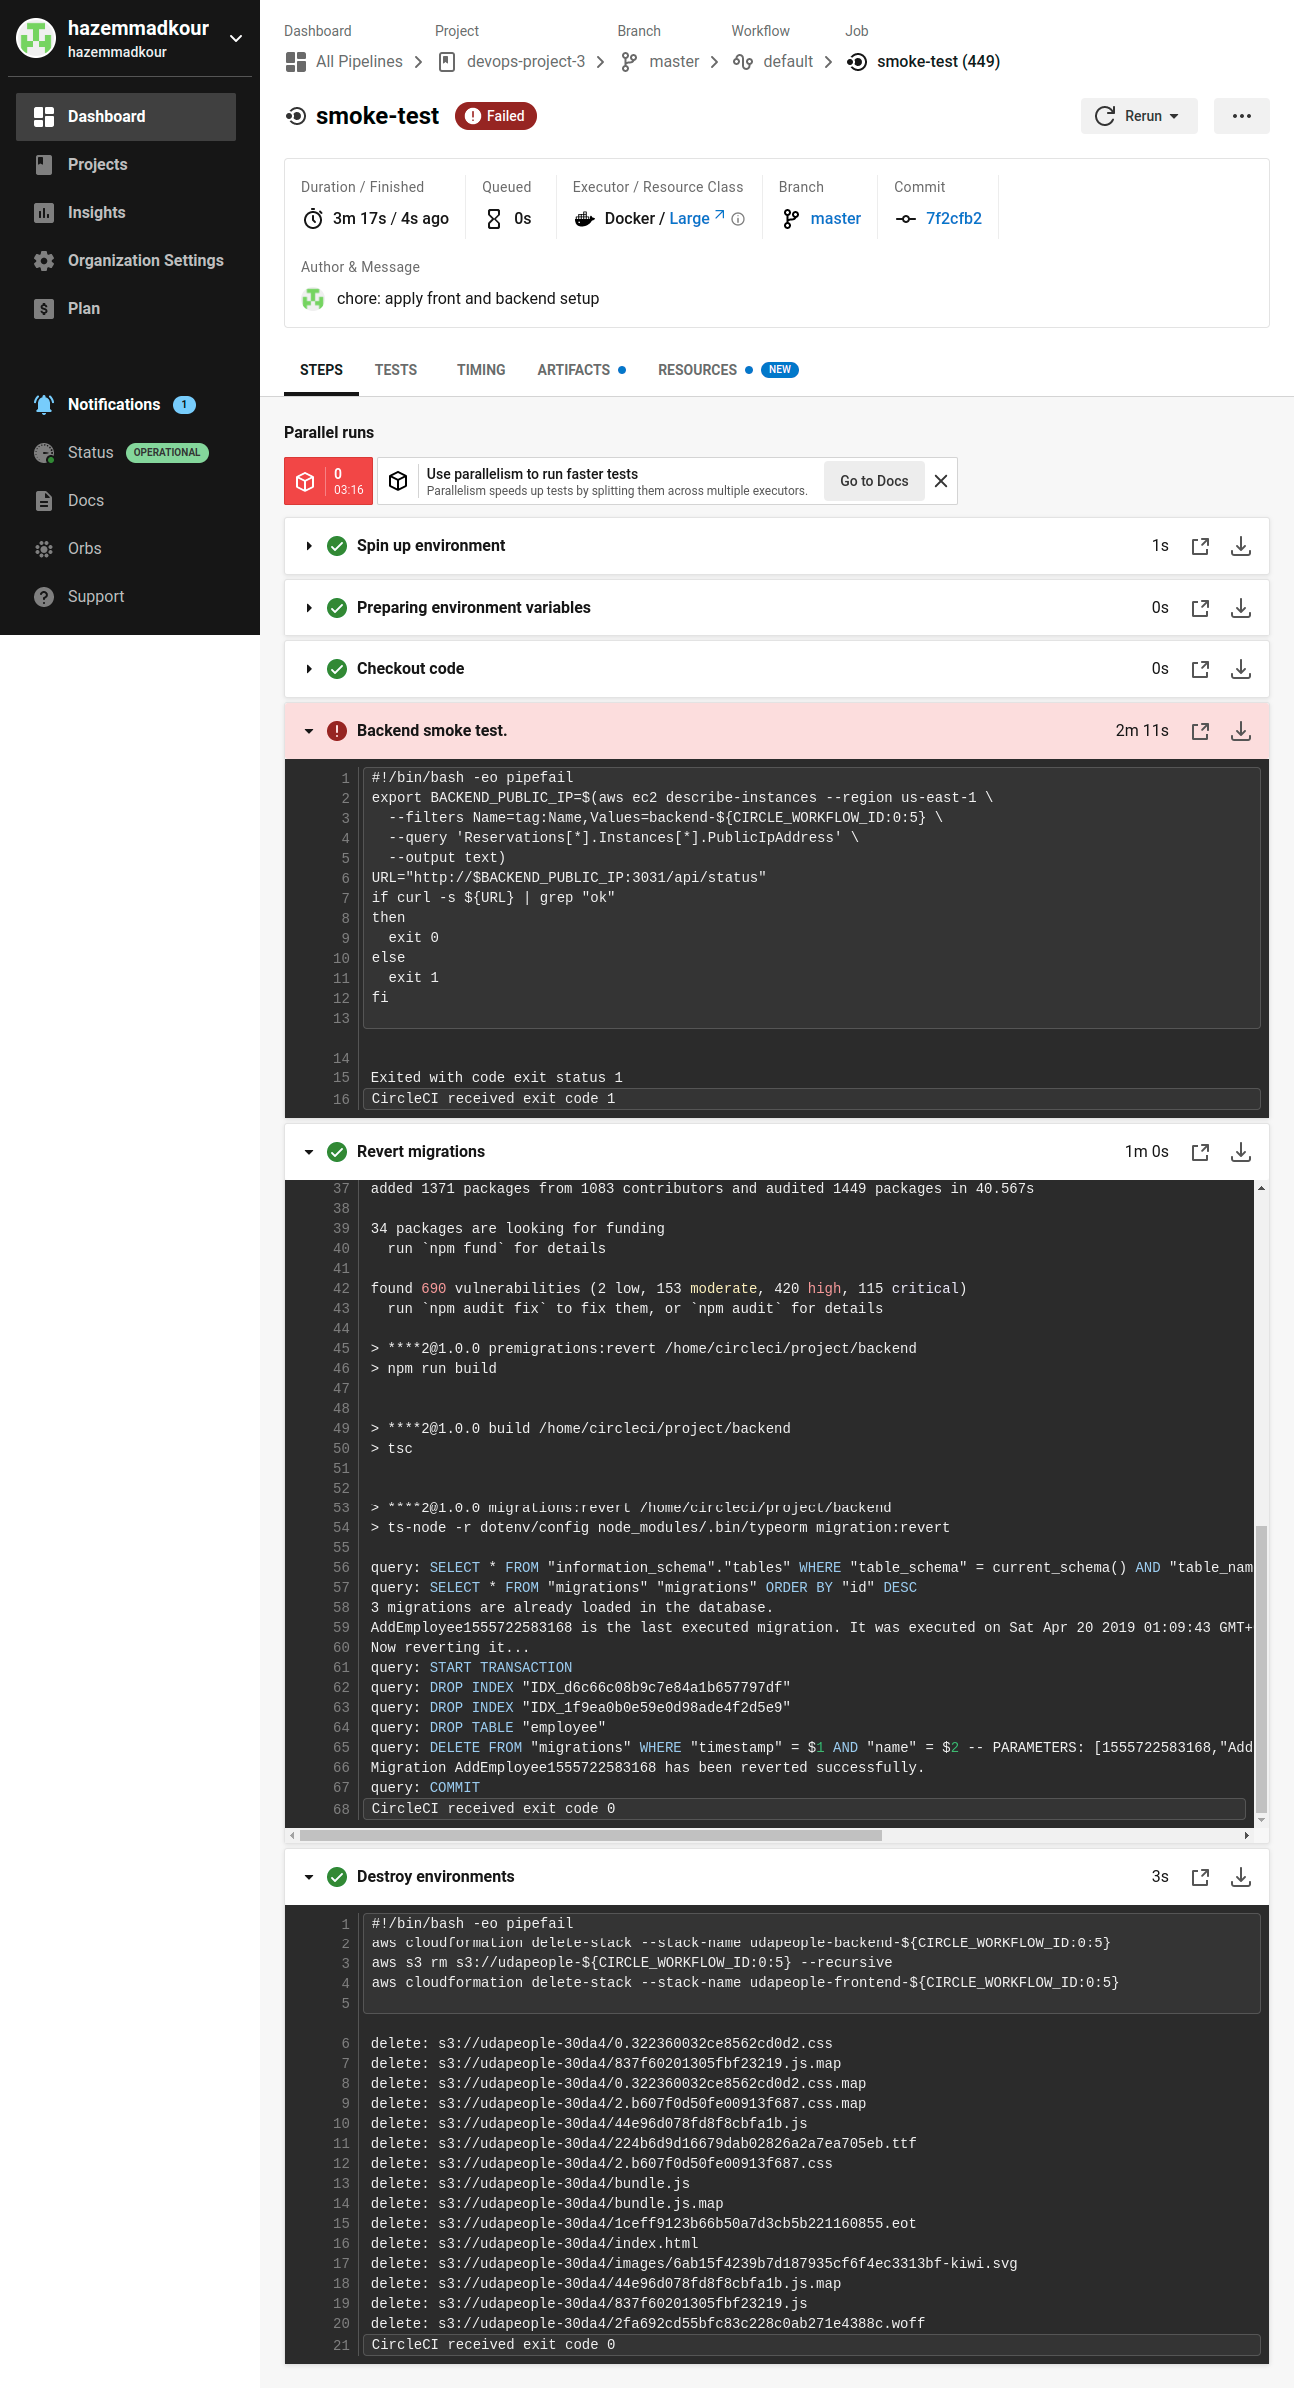 hazemmadkour
hazemmadkour
Dashboard
Projects
Insights
Organization Settings
Plan
Notifications 1
Status OPERATIONAL
Docs
Orbs
Support
Dashboard Project Branch Workflow Job
All Pipelines devops-project-3 master default smoke-test (449)
smoke-test Failed
Rerun
Duration / Finished Queued Executor / Resource Class Branch Commit
3m 17s / 4s ago 0s Docker / Large master 7f2cfb2
Author & Message
chore: apply front and backend setup
STEPS TESTS TIMING ARTIFACTS RESOURCES NEW
Parallel runs
0
03:16
Use parallelism to run faster tests
Parallelism speeds up tests by splitting them across multiple executors.
Go to Docs
Spin up environment 1s
Preparing environment variables 0s
Checkout code 0s
Backend smoke test. 2m 11s
1 #!/bin/bash -eo pipefail
2 export BACKEND_PUBLIC_IP=$(aws ec2 describe-instances --region us-east-1 \
3   --filters Name=tag:Name,Values=backend-${CIRCLE_WORKFLOW_ID:0:5} \
4   --query 'Reservations[*].Instances[*].PublicIpAddress' \
5   --output text)
6 URL="http://$BACKEND_PUBLIC_IP:3031/api/status"
7 if curl -s ${URL} | grep "ok"
8 then
9   exit 0
10 else
11   exit 1
12 fi
13
14
15 Exited with code exit status 1
16 CircleCI received exit code 1
Revert migrations 1m 0s
37 added 1371 packages from 1083 contributors and audited 1449 packages in 40.567s
38
39 34 packages are looking for funding
40   run `npm fund` for details
41
42 found 690 vulnerabilities (2 low, 153 moderate, 420 high, 115 critical)
43   run `npm audit fix` to fix them, or `npm audit` for details
44
45 > ****2@1.0.0 premigrations:revert /home/circleci/project/backend
46 > npm run build
47
48
49 > ****2@1.0.0 build /home/circleci/project/backend
50 > tsc
51
52
53 > ****2@1.0.0 migrations:revert /home/circleci/project/backend
54 > ts-node -r dotenv/config node_modules/.bin/typeorm migration:revert
55
56 query: SELECT * FROM "information_schema"."tables" WHERE "table_schema" = current_schema() AND "table_nam
57 query: SELECT * FROM "migrations" "migrations" ORDER BY "id" DESC
58 3 migrations are already loaded in the database.
59 AddEmployee1555722583168 is the last executed migration. It was executed on Sat Apr 20 2019 01:09:43 GMT+
60 Now reverting it...
61 query: START TRANSACTION
62 query: DROP INDEX "IDX_d6c66c08b9c7e84a1b657797df"
63 query: DROP INDEX "IDX_1f9ea0b0e59e0d98ade4f2d5e9"
64 query: DROP TABLE "employee"
65 query: DELETE FROM "migrations" WHERE "timestamp" = $1 AND "name" = $2 -- PARAMETERS: [1555722583168,"Add
66 Migration AddEmployee1555722583168 has been reverted successfully.
67 query: COMMIT
68 CircleCI received exit code 0
Destroy environments 3s
1 #!/bin/bash -eo pipefail
2 aws cloudformation delete-stack --stack-name udapeople-backend-${CIRCLE_WORKFLOW_ID:0:5}
3 aws s3 rm s3://udapeople-${CIRCLE_WORKFLOW_ID:0:5} --recursive
4 aws cloudformation delete-stack --stack-name udapeople-frontend-${CIRCLE_WORKFLOW_ID:0:5}
5
6 delete: s3://udapeople-30da4/0.322360032ce8562cd0d2.css
7 delete: s3://udapeople-30da4/837f60201305fbf23219.js.map
8 delete: s3://udapeople-30da4/0.322360032ce8562cd0d2.css.map
9 delete: s3://udapeople-30da4/2.b607f0d50fe00913f687.css.map
10 delete: s3://udapeople-30da4/44e96d078fd8f8cbfa1b.js
11 delete: s3://udapeople-30da4/224b6d9d16679dab02826a2a7ea705eb.ttf
12 delete: s3://udapeople-30da4/2.b607f0d50fe00913f687.css
13 delete: s3://udapeople-30da4/bundle.js
14 delete: s3://udapeople-30da4/bundle.js.map
15 delete: s3://udapeople-30da4/1ceff9123b66b50a7d3cb5b221160855.eot
16 delete: s3://udapeople-30da4/index.html
17 delete: s3://udapeople-30da4/images/6ab15f4239b7d187935cf6f4ec3313bf-kiwi.svg
18 delete: s3://udapeople-30da4/44e96d078fd8f8cbfa1b.js.map
19 delete: s3://udapeople-30da4/837f60201305fbf23219.js
20 delete: s3://udapeople-30da4/2fa692cd55bfc83c228c0ab271e4388c.woff
21 CircleCI received exit code 0